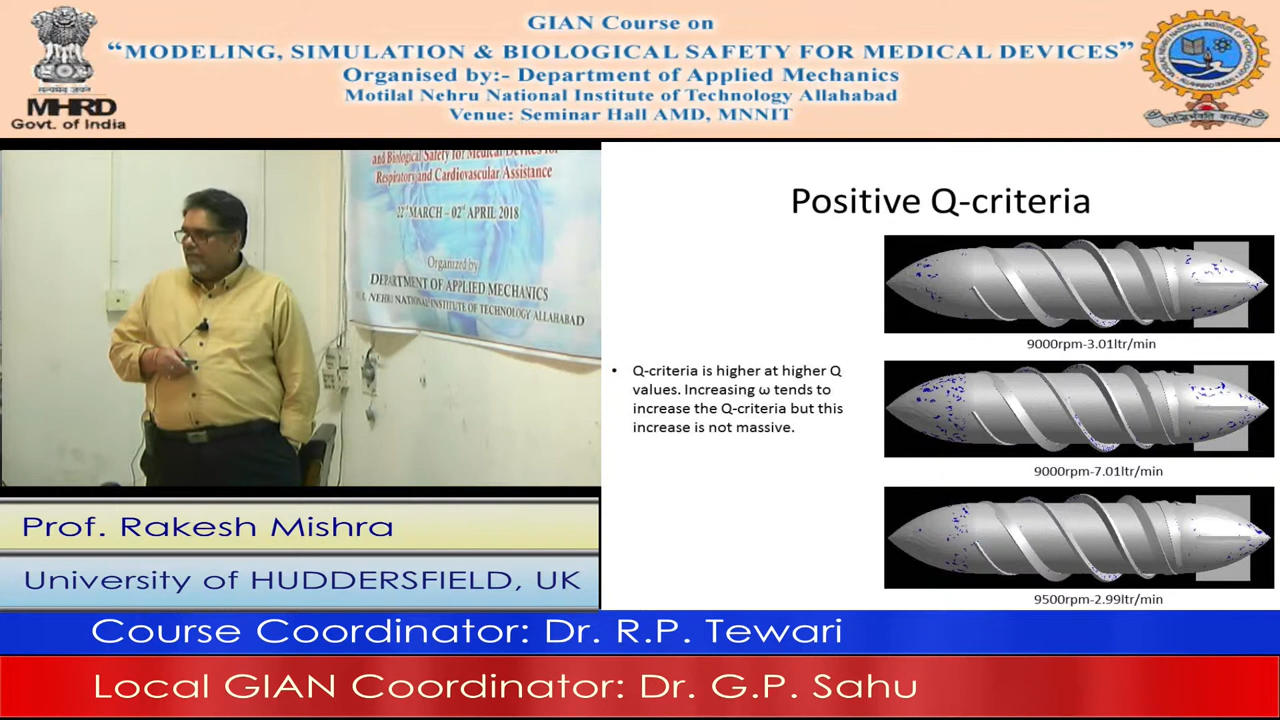 GIAN Course on
“MODELING, SIMULATION & BIOLOGICAL SAFETY FOR MEDICAL DEVICES”
Organised by:- Department of Applied Mechanics
Motilal Nehru National Institute of Technology Allahabad
Venue: Seminar Hall AMD, MNNIT
सत्यमेव जयते
MHRD
Govt. of India
and Biological Safety for Medical Devices for
Respiratory and Cardiovascular Assistance
22 MARCH – 02 APRIL 2018
Organized by
DEPARTMENT OF APPLIED MECHANICS
NEHRU NATIONAL INSTITUTE OF TECHNOLOGY ALLAHABAD
Positive Q-criteria
• Q-criteria is higher at higher Q
values. Increasing ω tends to
increase the Q-criteria but this
increase is not massive.
9000rpm-3.01ltr/min
9000rpm-7.01ltr/min
9500rpm-2.99ltr/min
Prof. Rakesh Mishra
University of HUDDERSFIELD, UK
Course Coordinator: Dr. R.P. Tewari
Local GIAN Coordinator: Dr. G.P. Sahu